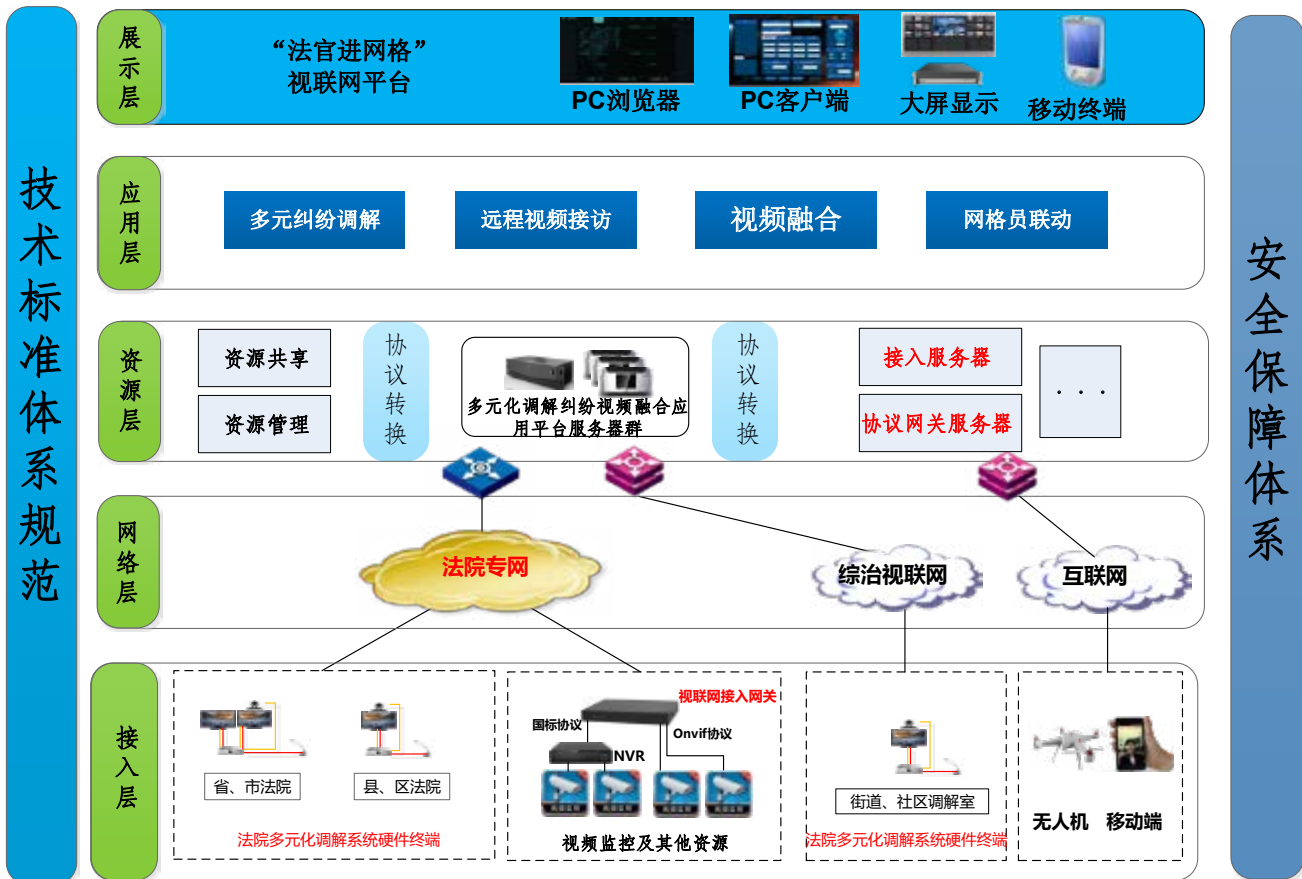 技术标准体系规范
展示层
“法官进网格”
视联网平台
PC浏览器
PC客户端
大屏显示
移动终端
应用层
多元纠纷调解
远程视频接访
视频融合
网格员联动
资源层
资源共享
资源管理
协议转换
多元化调解纠纷视频融合应
用平台服务器群
协议转换
接入服务器
协议网关服务器
. . .
网络层
法院专网
综治视联网
互联网
接入层
省、市法院
县、区法院
法院多元化调解系统硬件终端
视联网接入网关
国标协议
Onvif协议
NVR
视频监控及其他资源
街道、社区调解室
法院多元化调解系统硬件终端
无人机
移动端
安全保障体系